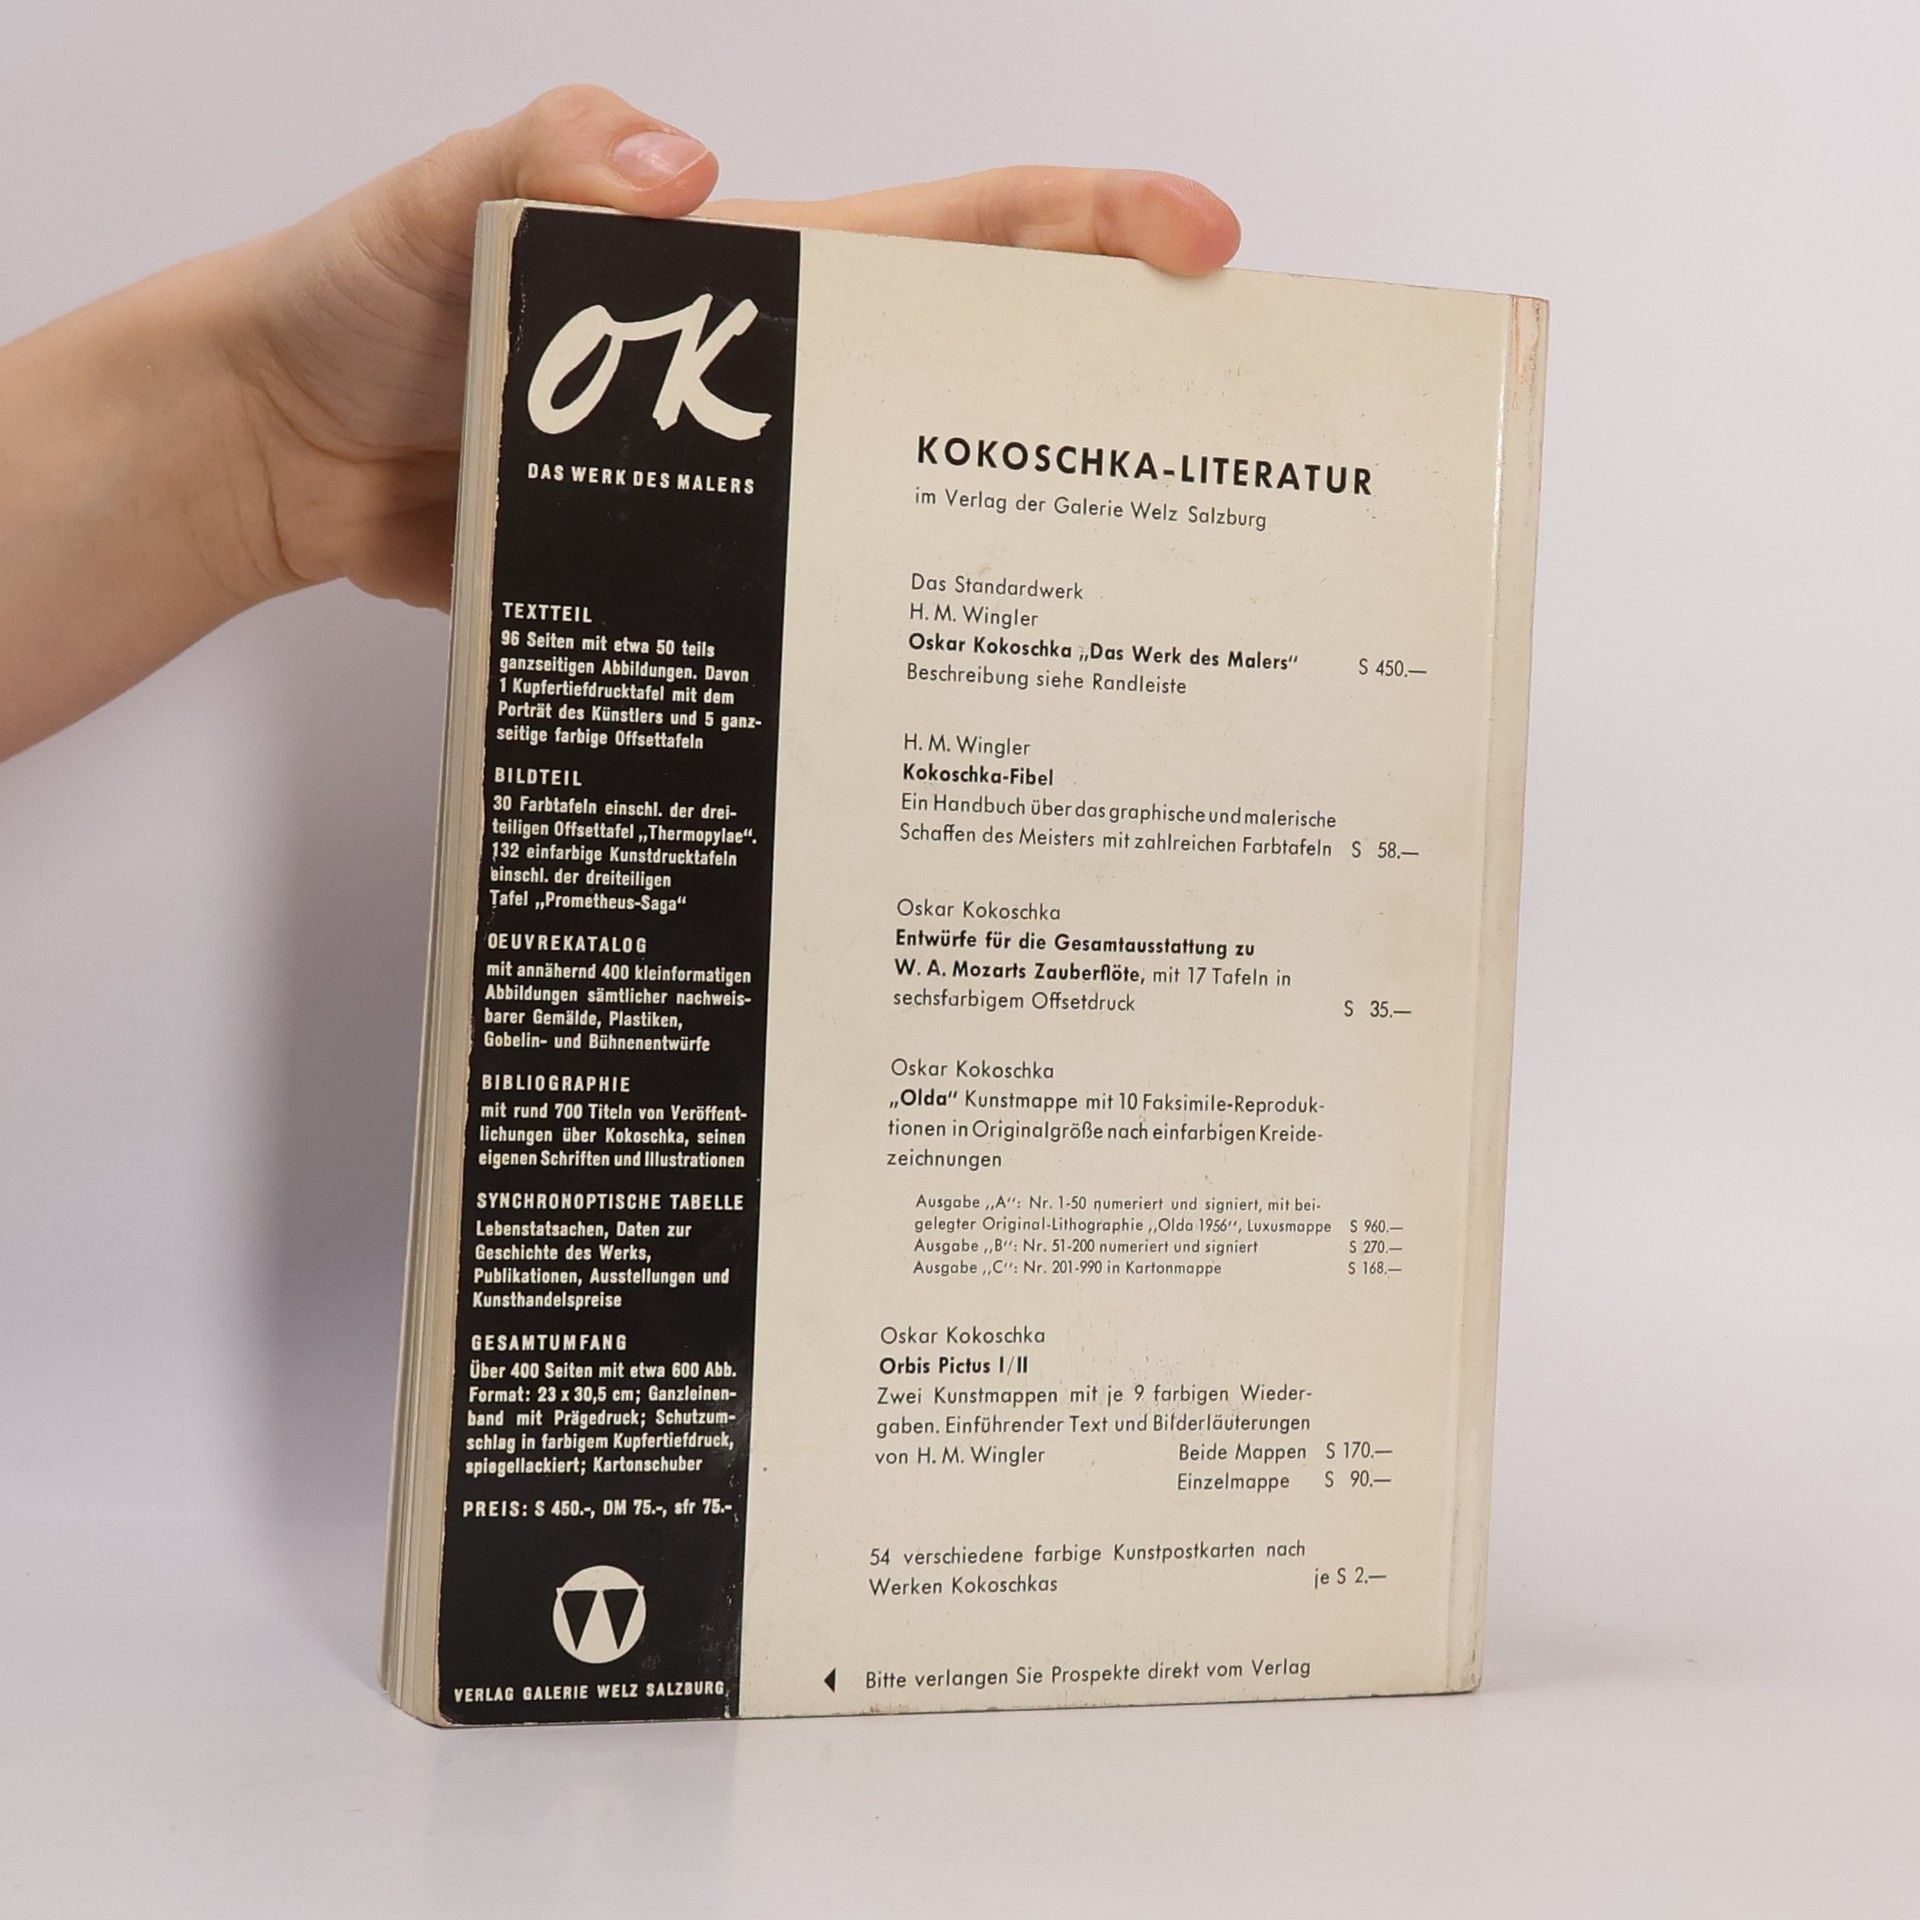 OK
DAS WERK DES MALERS
TEXTTEIL
96 Seiten mit etwa 50 teils
ganzseitigen Abbildungen. Davon
1 Kupfertiefdrucktafel mit dem
Porträt des Künstlers und 5 ganz-
seitige farbige Offsettafeln
BILDTEIL
30 Farbtafeln einschl. der drei-
teiligen Offsettafel „Thermopylae“.
132 einfarbige Kunstdrucktafeln
einschl. der dreiteiligen
Tafel „Prometheus-Saga“
OEUVREKATALOG
mit annähernd 400 kleinformatigen
Abbildungen sämtlicher nachweis-
barer Gemälde, Plastiken,
Gobelin- und Bühnenentwürfe
BIBLIOGRAPHIE
mit rund 700 Titeln von Veröffent-
lichungen über Kokoschka, seinen
eigenen Schriften und Illustrationen
SYNCHRONOPTISCHE TABELLE
Lebenstatsachen, Daten zur
Geschichte des Werks,
Publikationen, Ausstellungen und
Kunsthandelspreise
GESAMTUMFANG
Über 400 Seiten mit etwa 600 Abb.
Format: 23 x 30,5 cm; Ganzleinen-
band mit Prägedruck; Schutzum-
schlag in farbigem Kupfertiefdruck,
spiegellackiert; Kartonschuber
PREIS: S 450.-, DM 75.-, sfr 75.-
W
VERLAG GALERIE WELZ SALZBURG
KOKOSCHKA-LITERATUR
im Verlag der Galerie Welz Salzburg
Das Standardwerk
H. M. Wingler
Oskar Kokoschka „Das Werk des Malers“ S 450.—
Beschreibung siehe Randleiste
H. M. Wingler
Kokoschka-Fibel
Ein Handbuch über das graphische und malerische
Schaffen des Meisters mit zahlreichen Farbtafeln S 58.—
Oskar Kokoschka
Entwürfe für die Gesamtausstattung zu
W. A. Mozarts Zauberflöte, mit 17 Tafeln in
sechsfarbigem Offsetdruck S 35.—
Oskar Kokoschka
„Olda“ Kunstmappe mit 10 Faksimile-Reproduk-
tionen in Originalgröße nach einfarbigen Kreide-
zeichnungen
Ausgabe „A“: Nr. 1-50 numeriert und signiert, mit bei-
gelegter Original-Lithographie „Olda 1956“, Luxusmappe S 960.—
Ausgabe „B“: Nr. 51-200 numeriert und signiert S 270.—
Ausgabe „C“: Nr. 201-990 in Kartonmappe S 168.—
Oskar Kokoschka
Orbis Pictus I/II
Zwei Kunstmappen mit je 9 farbigen Wieder-
gaben. Einführender Text und Bilderläuterungen
von H. M. Wingler Beide Mappen S 170.—
Einzelmappe S 90.—
54 verschiedene farbige Kunstpostkarten nach
Werken Kokoschkas je S 2.—
Bitte verlangen Sie Prospekte direkt vom Verlag